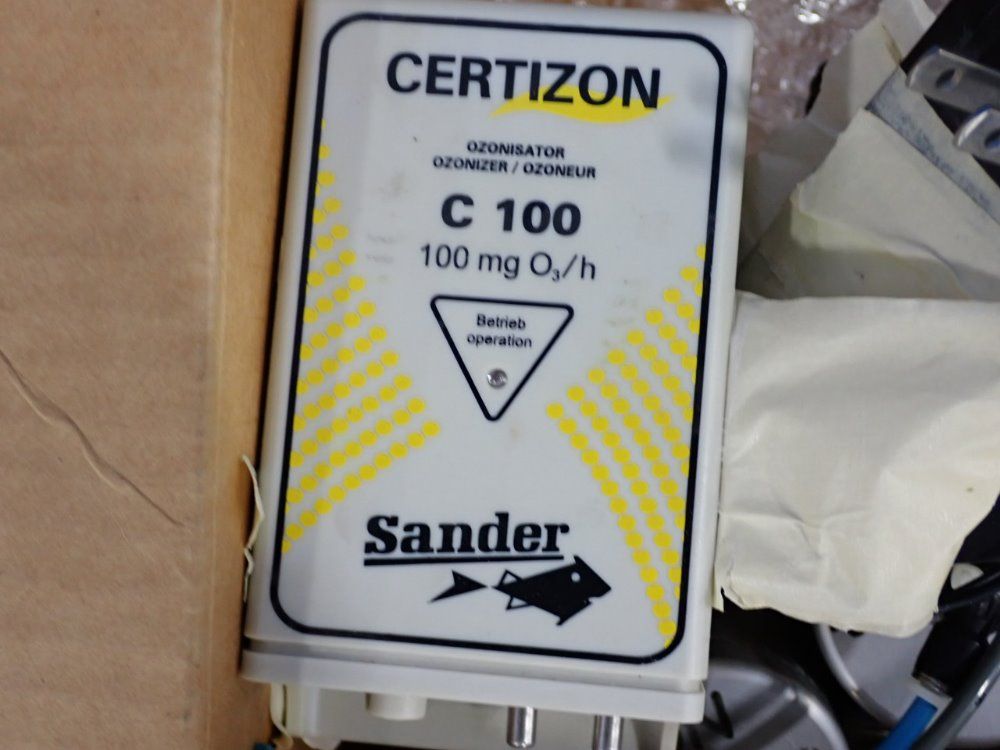 CERTIZON
OZONISATOR
OZONIZER / OZONEUR
C 100
100 mg O₃/h
Betrieb
operation
Sander